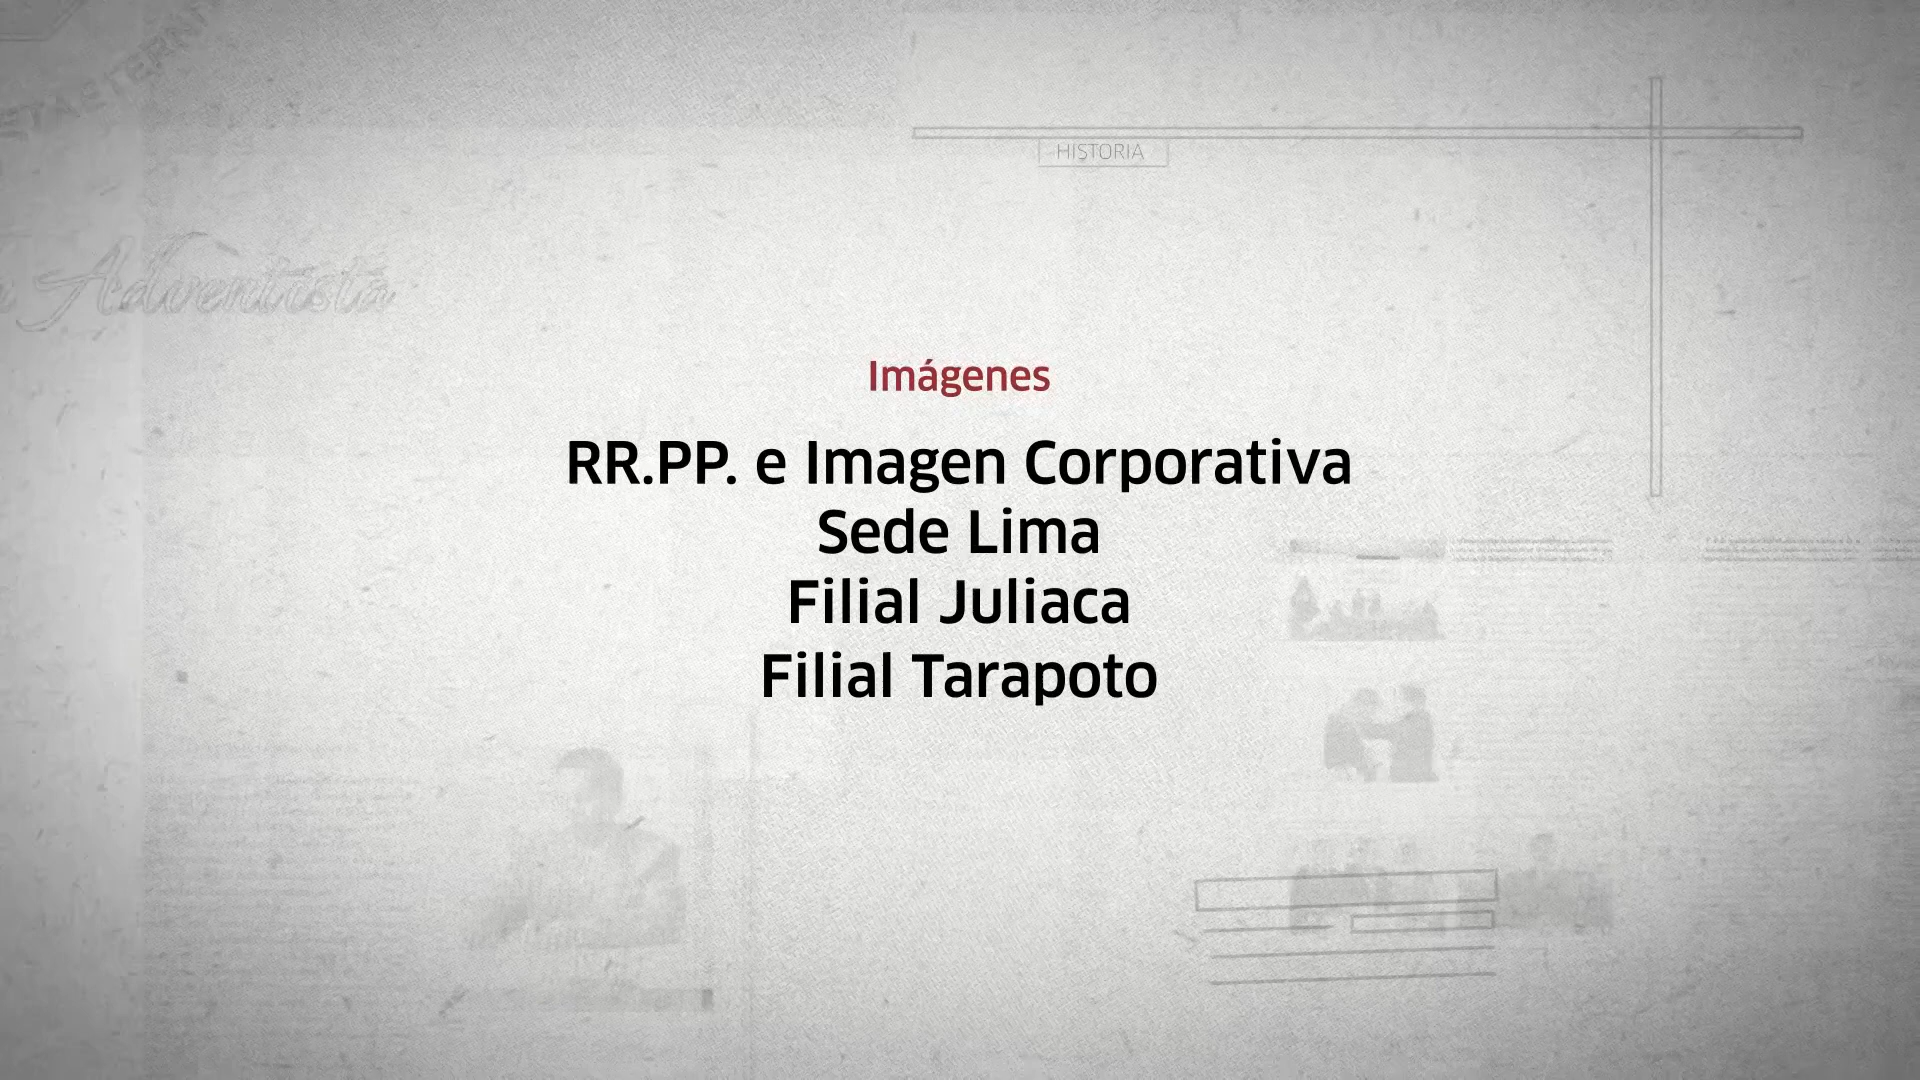 HISTORIA
Adventista
Imágenes
RR.PP. e Imagen Corporativa
Sede Lima
Filial Juliaca
Filial Tarapoto